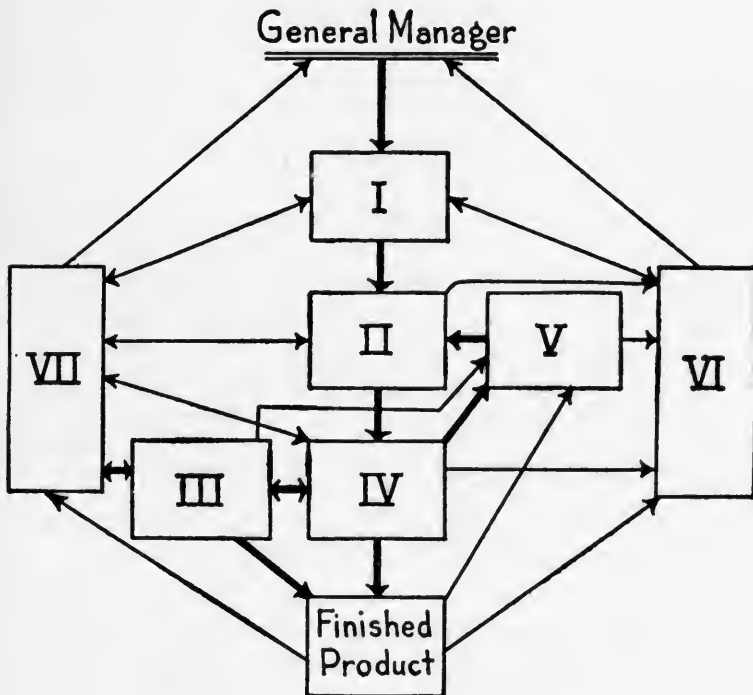 General Manager
I
II
V
VII
VI
III
IV
Finished
Product